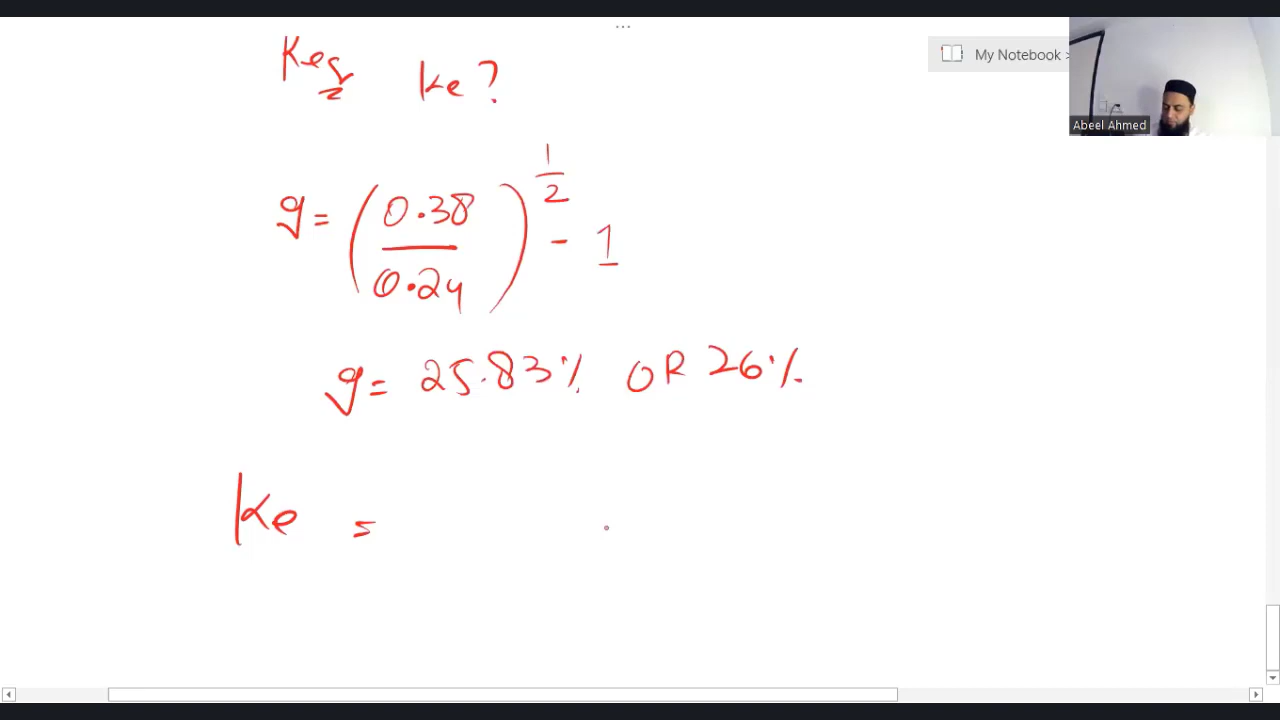 ...
My Notebook >
Abeel Ahmed
Keg ke?
g = (0.38 / 0.24)^1/2 - 1
g = 25.83% OR 26%
Ke =